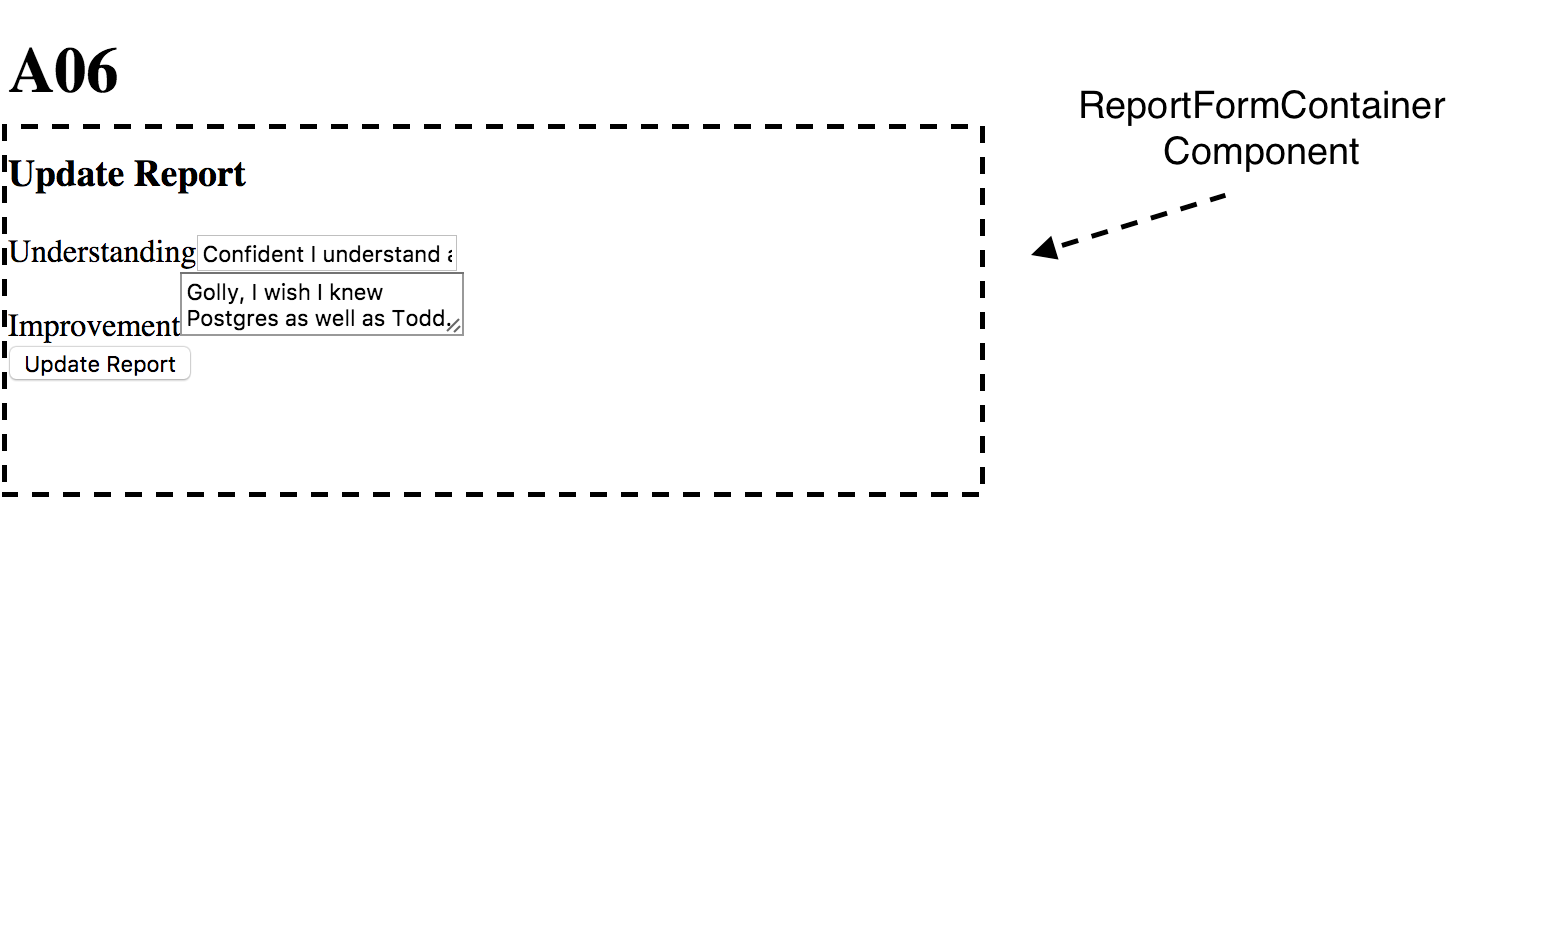 A06
ReportFormContainer
Component
Update Report
Understanding Confident I understand
Golly, I wish I knew
Postgres as well as Todd.
Improvement
Update Report